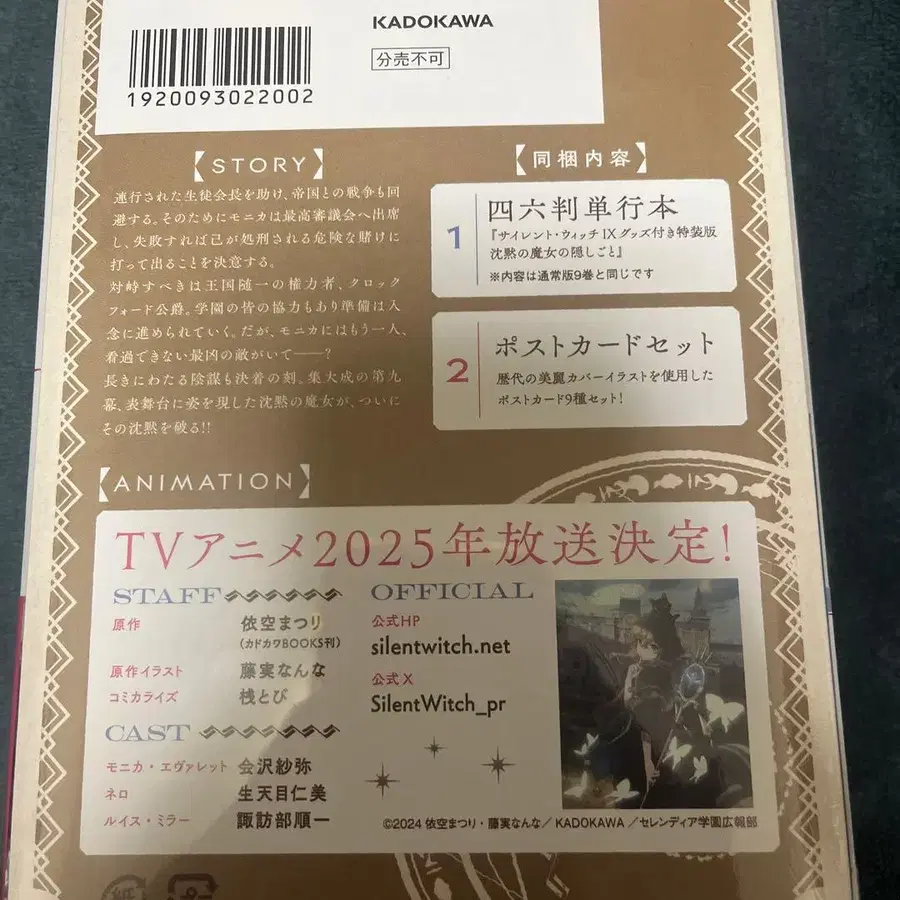 KADOKAWA
分売不可
1920093022002
【STORY】
連行された生徒会長を助け、帝国との戦争も回
避する。そのためにモニカは最高審議会へ出席
し、失敗すれば己が処刑される危険な賭けに
打って出ることを決意する。
対峙すべきは王国随一の権力者、クロック
フォード公爵。学園の皆の協力もあり準備は入
念に進められていく。だが、モニカにはもう一人、
看過できない最凶の敵がいて――?
長きにわたる陰謀も決着の刻。集大成の第九
幕、表舞台に姿を現した沈黙の魔女が、ついに
その沈黙を破る!!
【同梱内容】
1 四六判単行本
『サイレント・ウィッチ IX グッズ付き特装版
沈黙の魔女の隠しごと』
※内容は通常版9巻と同じです
2 ポストカードセット
歴代の美麗カバーイラストを使用した
ポストカード9種セット!
【ANIMATION】
TVアニメ2025年放送決定!
STAFF
原作 依空まつり
(カドカワBOOKS刊)
原作イラスト 藤実なんな
コミカライズ 桟とび
CAST
モニカ・エヴァレット 会沢紗弥
ネロ 生天目仁美
ルイス・ミラー 諏訪部順一
OFFICIAL
公式HP
silentwitch.net
公式X
SilentWitch_pr
©2024 依空まつり・藤実なんな/KADOKAWA/セレンディア学園広報部
紙
プラ